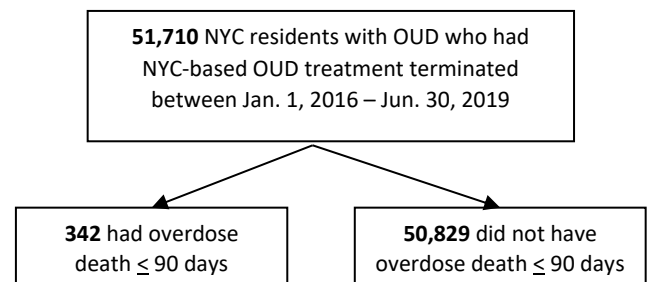 51,710 NYC residents with OUD who had
NYC-based OUD treatment terminated
between Jan. 1, 2016 – Jun. 30, 2019
342 had overdose
death ≤ 90 days
50,829 did not have
overdose death ≤ 90 days